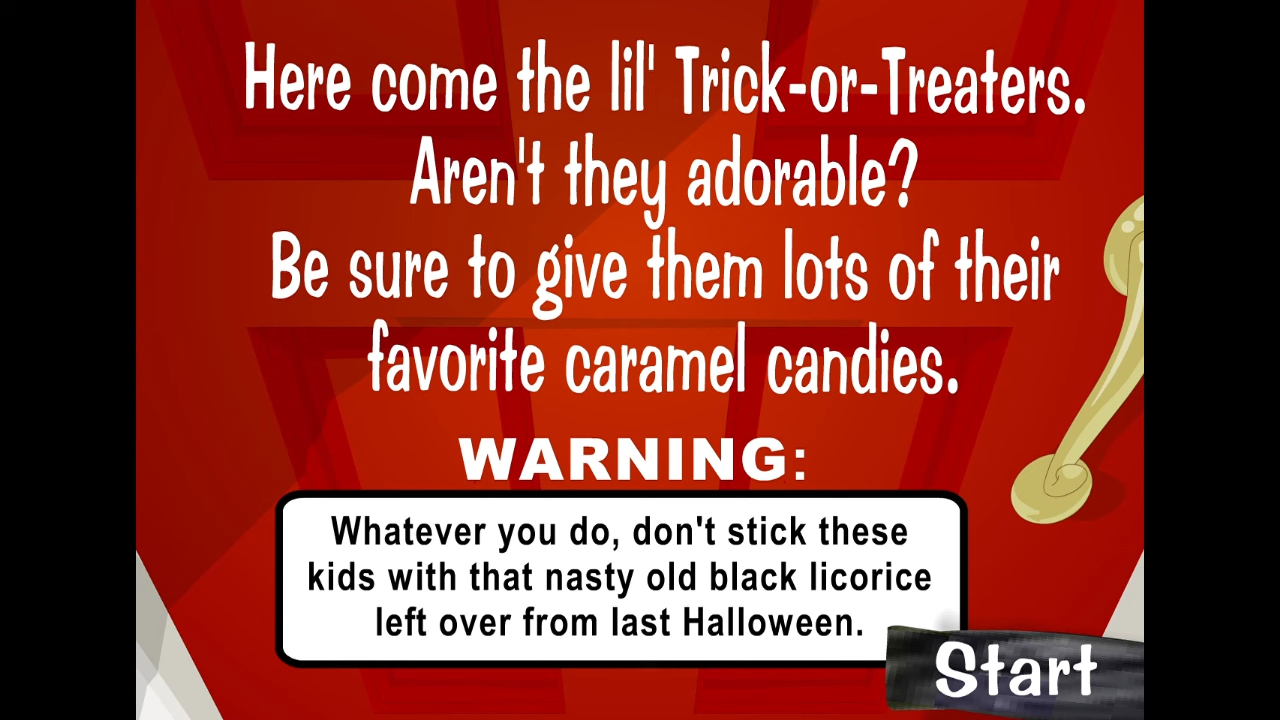 Here come the lil' Trick-or-Treaters.
Aren't they adorable?
Be sure to give them lots of their
favorite caramel candies.
WARNING:
Whatever you do, don't stick these
kids with that nasty old black licorice
left over from last Halloween.
Start